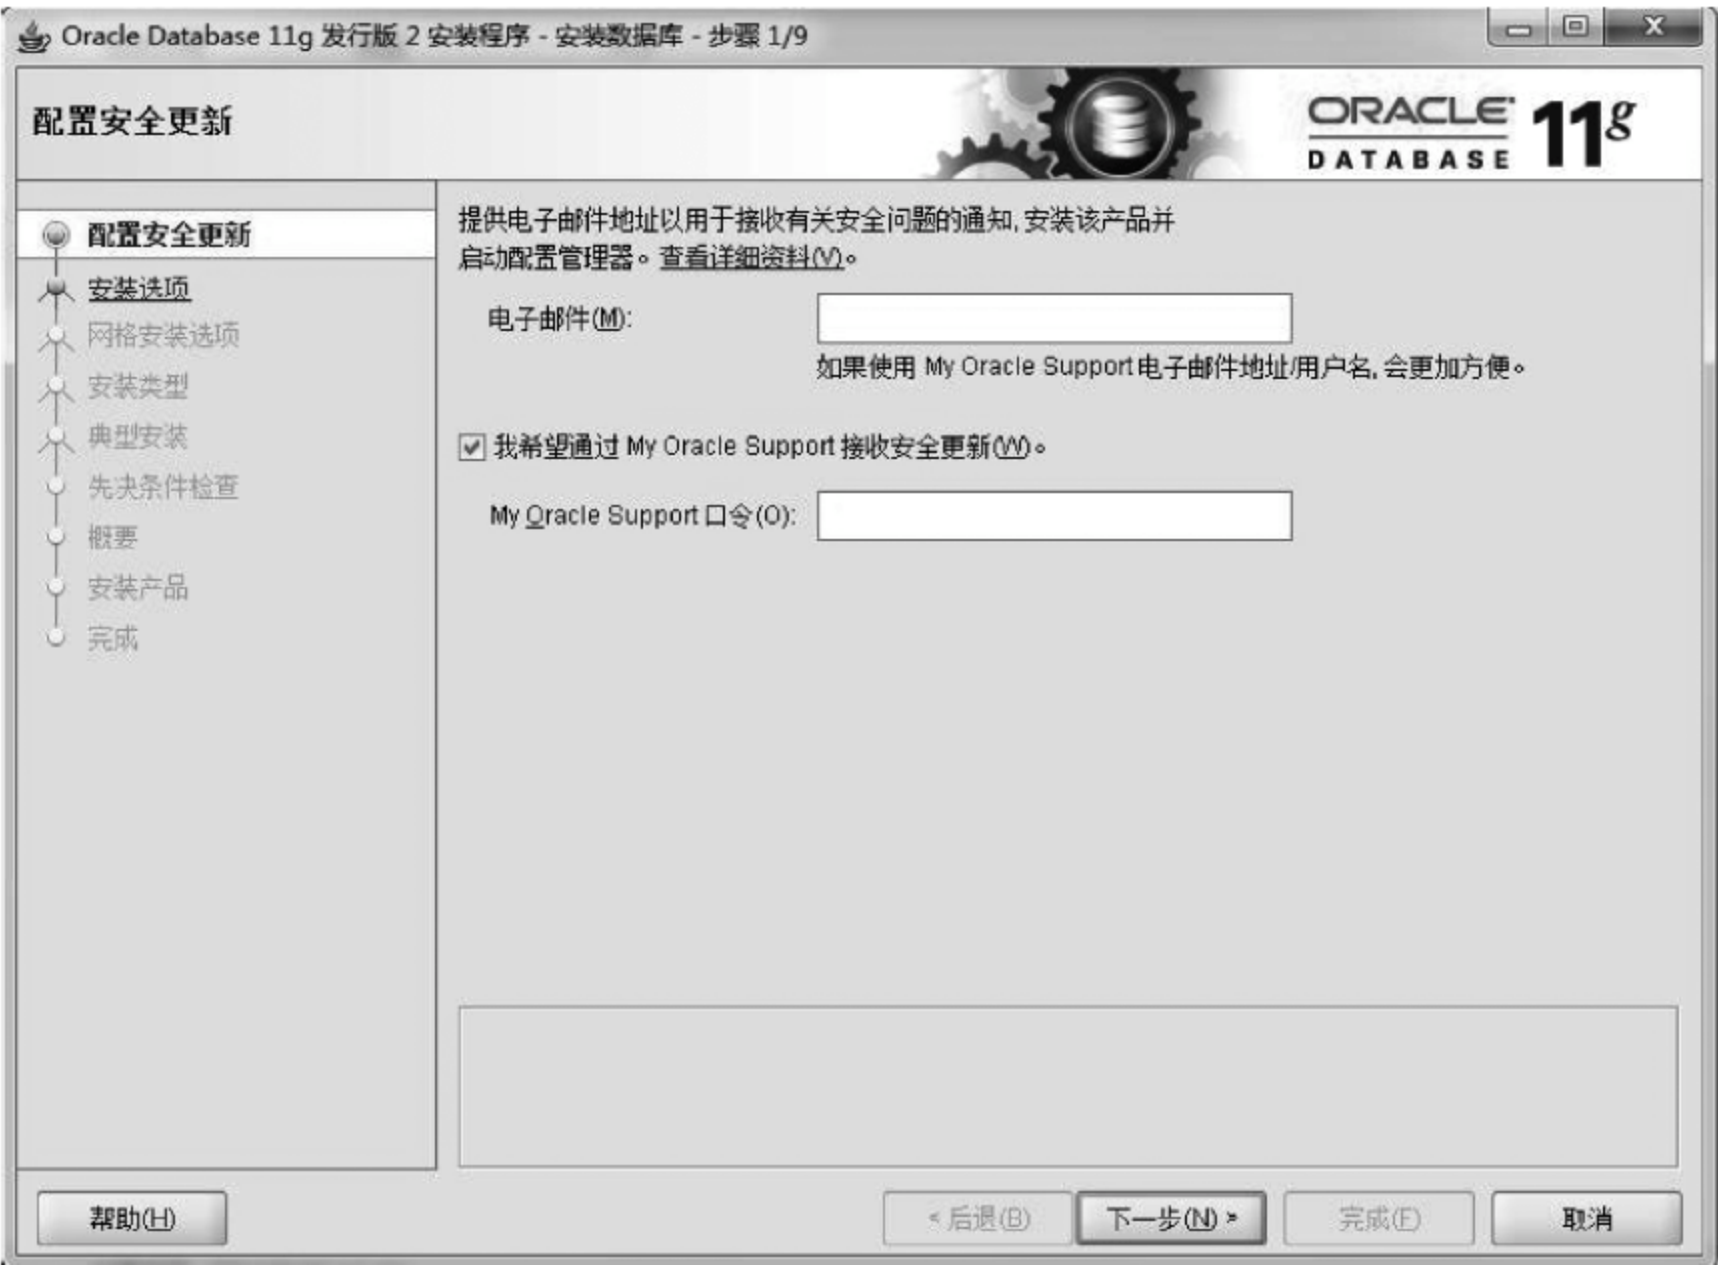 Oracle Database 11g 发行版 2 安装程序 - 安装数据库 - 步骤 1/9
配置安全更新
ORACLE
DATABASE
11g
配置安全更新
安装选项
网格安装选项
安装类型
典型安装
先决条件检查
概要
安装产品
完成
提供电子邮件地址以用于接收有关安全问题的通知, 安装该产品并
启动配置管理器。查看详细资料(V)。
电子邮件(M):
如果使用 My Oracle Support 电子邮件地址/用户名, 会更加方便。
我希望通过 My Oracle Support 接收安全更新(W)。
My Oracle Support 口令(O):
帮助(H)
< 后退(B)
下一步(N) >
完成(F)
取消